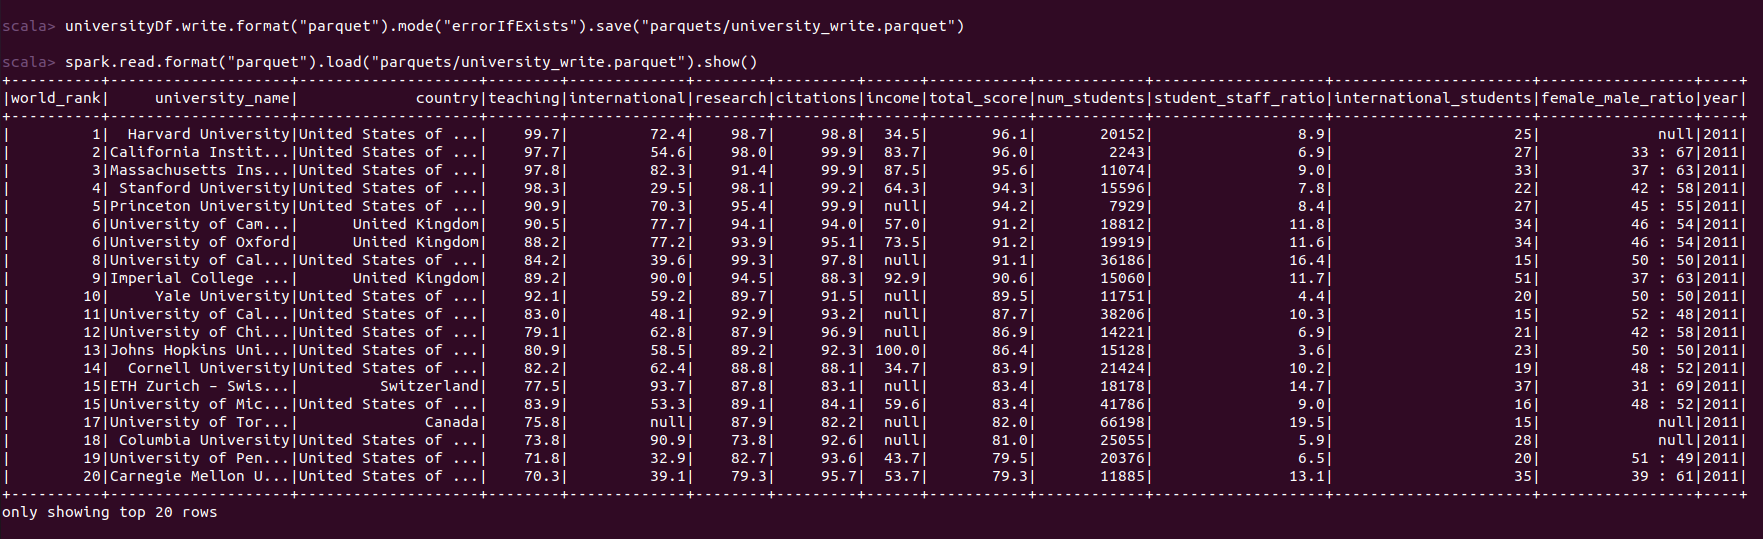 scala> universityDf.write.format("parquet").mode("errorIfExists").save("parquets/university_write.parquet")
scala> spark.read.format("parquet").load("parquets/university_write.parquet").show()
+----------+--------------------+--------------------+--------+-------------+--------+---------+------+-----------+------------+-------------------+----------------------+-----------------+----+
|world_rank|     university_name|             country|teaching|international|research|citations|income|total_score|num_students|student_staff_ratio|international_students|female_male_ratio|year|
+----------+--------------------+--------------------+--------+-------------+--------+---------+------+-----------+------------+-------------------+----------------------+-----------------+----+
|         1|  Harvard University|United States of ...|    99.7|         72.4|    98.7|     98.8|  34.5|       96.1|       20152|                8.9|                    25|             null|2011|
|         2|California Instit...|United States of ...|    97.7|         54.6|    98.0|     99.9|  83.7|       96.0|        2243|                6.9|                    27|          33 : 67|2011|
|         3|Massachusetts Ins...|United States of ...|    97.8|         82.3|    91.4|     99.9|  87.5|       95.6|       11074|                9.0|                    33|          37 : 63|2011|
|         4| Stanford University|United States of ...|    98.3|         29.5|    98.1|     99.2|  64.3|       94.3|       15596|                7.8|                    22|          42 : 58|2011|
|         5|Princeton University|United States of ...|    90.9|         70.3|    95.4|     99.9|  null|       94.2|        7929|                8.4|                    27|          45 : 55|2011|
|         6|University of Cam...|      United Kingdom|    90.5|         77.7|    94.1|     94.0|  57.0|       91.2|       18812|               11.8|                    34|          46 : 54|2011|
|         6|University of Oxford|      United Kingdom|    88.2|         77.2|    93.9|     95.1|  73.5|       91.2|       19919|               11.6|                    34|          46 : 54|2011|
|         8|University of Cal...|United States of ...|    84.2|         39.6|    99.3|     97.8|  null|       91.1|       36186|               16.4|                    15|          50 : 50|2011|
|         9|Imperial College ...|      United Kingdom|    89.2|         90.0|    94.5|     88.3|  92.9|       90.6|       15060|               11.7|                    51|          37 : 63|2011|
|        10|     Yale University|United States of ...|    92.1|         59.2|    89.7|     91.5|  null|       89.5|       11751|                4.4|                    20|          50 : 50|2011|
|        11|University of Cal...|United States of ...|    83.0|         48.1|    92.9|     93.2|  null|       87.7|       38206|               10.3|                    15|          52 : 48|2011|
|        12|University of Chi...|United States of ...|    79.1|         62.8|    87.9|     96.9|  null|       86.9|       14221|                6.9|                    21|          42 : 58|2011|
|        13|Johns Hopkins Uni...|United States of ...|    80.9|         58.5|    89.2|     92.3| 100.0|       86.4|       15128|                3.6|                    23|          50 : 50|2011|
|        14|  Cornell University|United States of ...|    82.2|         62.4|    88.8|     88.1|  34.7|       83.9|       21424|               10.2|                    19|          48 : 52|2011|
|        15|ETH Zurich – Swis...|         Switzerland|    77.5|         93.7|    87.8|     83.1|  null|       83.4|       18178|               14.7|                    37|          31 : 69|2011|
|        15|University of Mic...|United States of ...|    83.9|         53.3|    89.1|     84.1|  59.6|       83.4|       41786|                9.0|                    16|          48 : 52|2011|
|        17|University of Tor...|              Canada|    75.8|         null|    87.9|     82.2|  null|       82.0|       66198|               19.5|                    15|             null|2011|
|        18| Columbia University|United States of ...|    73.8|         90.9|    73.8|     92.6|  null|       81.0|       25055|                5.9|                    28|             null|2011|
|        19|University of Pen...|United States of ...|    71.8|         32.9|    82.7|     93.6|  43.7|       79.5|       20376|                6.5|                    20|          51 : 49|2011|
|        20|Carnegie Mellon U...|United States of ...|    70.3|         39.1|    79.3|     95.7|  53.7|       79.3|       11885|               13.1|                    35|          39 : 61|2011|
+----------+--------------------+--------------------+--------+-------------+--------+---------+------+-----------+------------+-------------------+----------------------+-----------------+----+
only showing top 20 rows